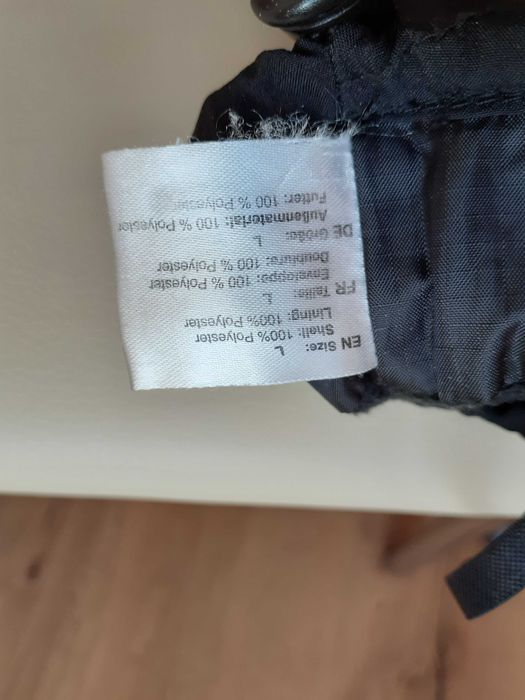 EN Size: L
Shell: 100% Polyester
Lining: 100% Polyester
FR Taille: L
Enveloppe: 100 % Polyester
Doublure: 100 % Polyester
DE Größe: L
Außenmaterial: 100 % Polyester
Futter: 100 % Polyester